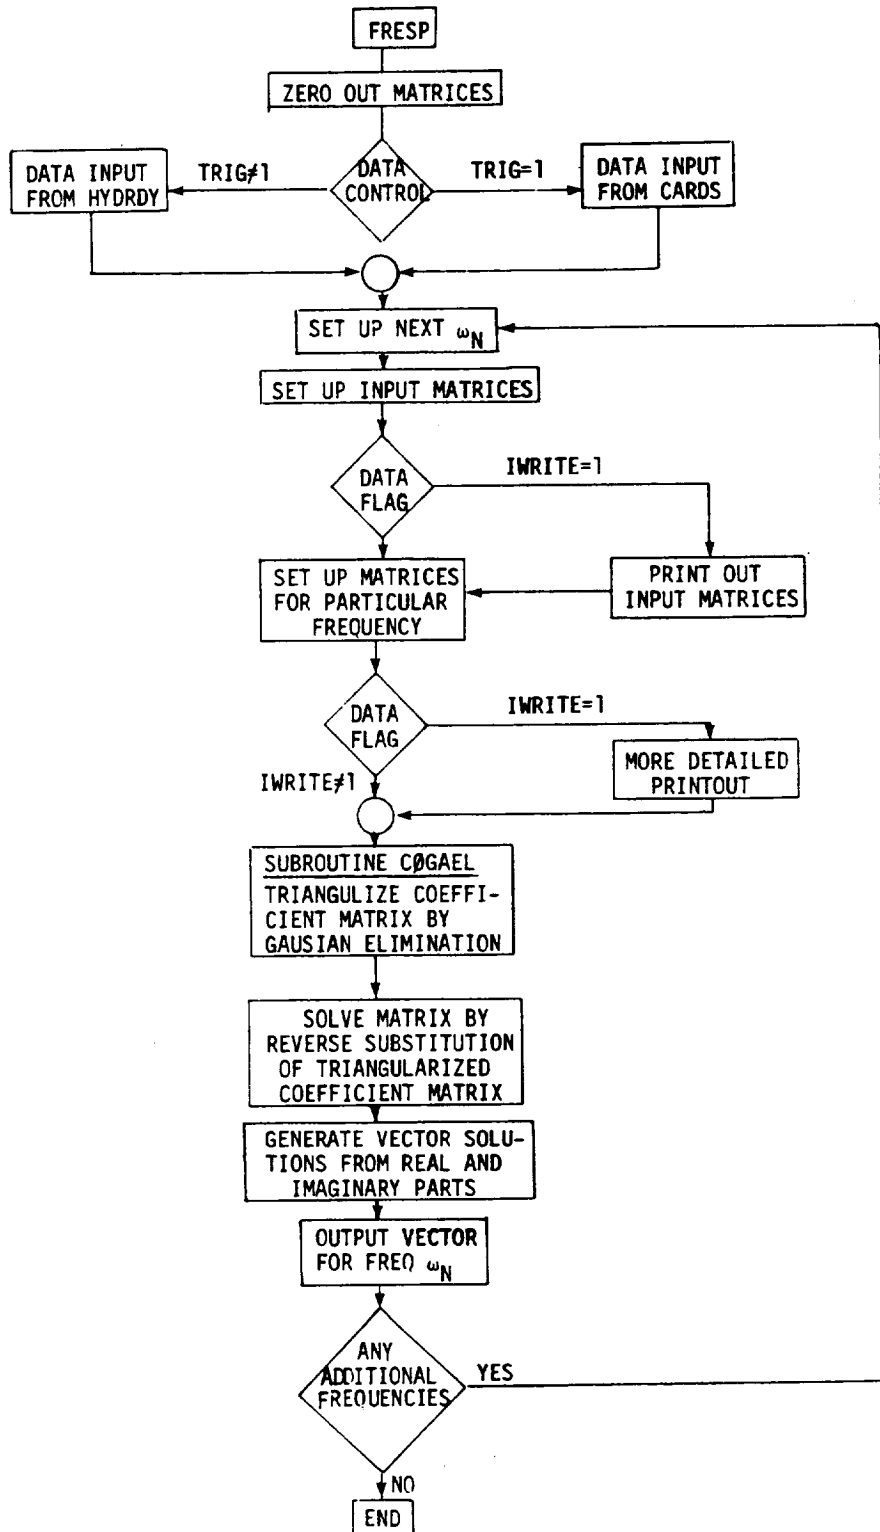 FRESP
ZERO OUT MATRICES
DATA INPUT
FROM HYDRDY
TRIG≠1
DATA
CONTROL
TRIG=1
DATA INPUT
FROM CARDS
SET UP NEXT ωN
SET UP INPUT MATRICES
DATA
FLAG
IWRITE=1
SET UP MATRICES
FOR PARTICULAR
FREQUENCY
PRINT OUT
INPUT MATRICES
DATA
FLAG
IWRITE=1
MORE DETAILED
PRINTOUT
IWRITE≠1
SUBROUTINE CØGAEL
TRIANGULIZE COEFFI-
CIENT MATRIX BY
GAUSIAN ELIMINATION
SOLVE MATRIX BY
REVERSE SUBSTITUTION
OF TRIANGULARIZED
COEFFICIENT MATRIX
GENERATE VECTOR SOLU-
TIONS FROM REAL AND
IMAGINARY PARTS
OUTPUT VECTOR
FOR FREQ ωN
ANY
ADDITIONAL
FREQUENCIES
YES
NO
END